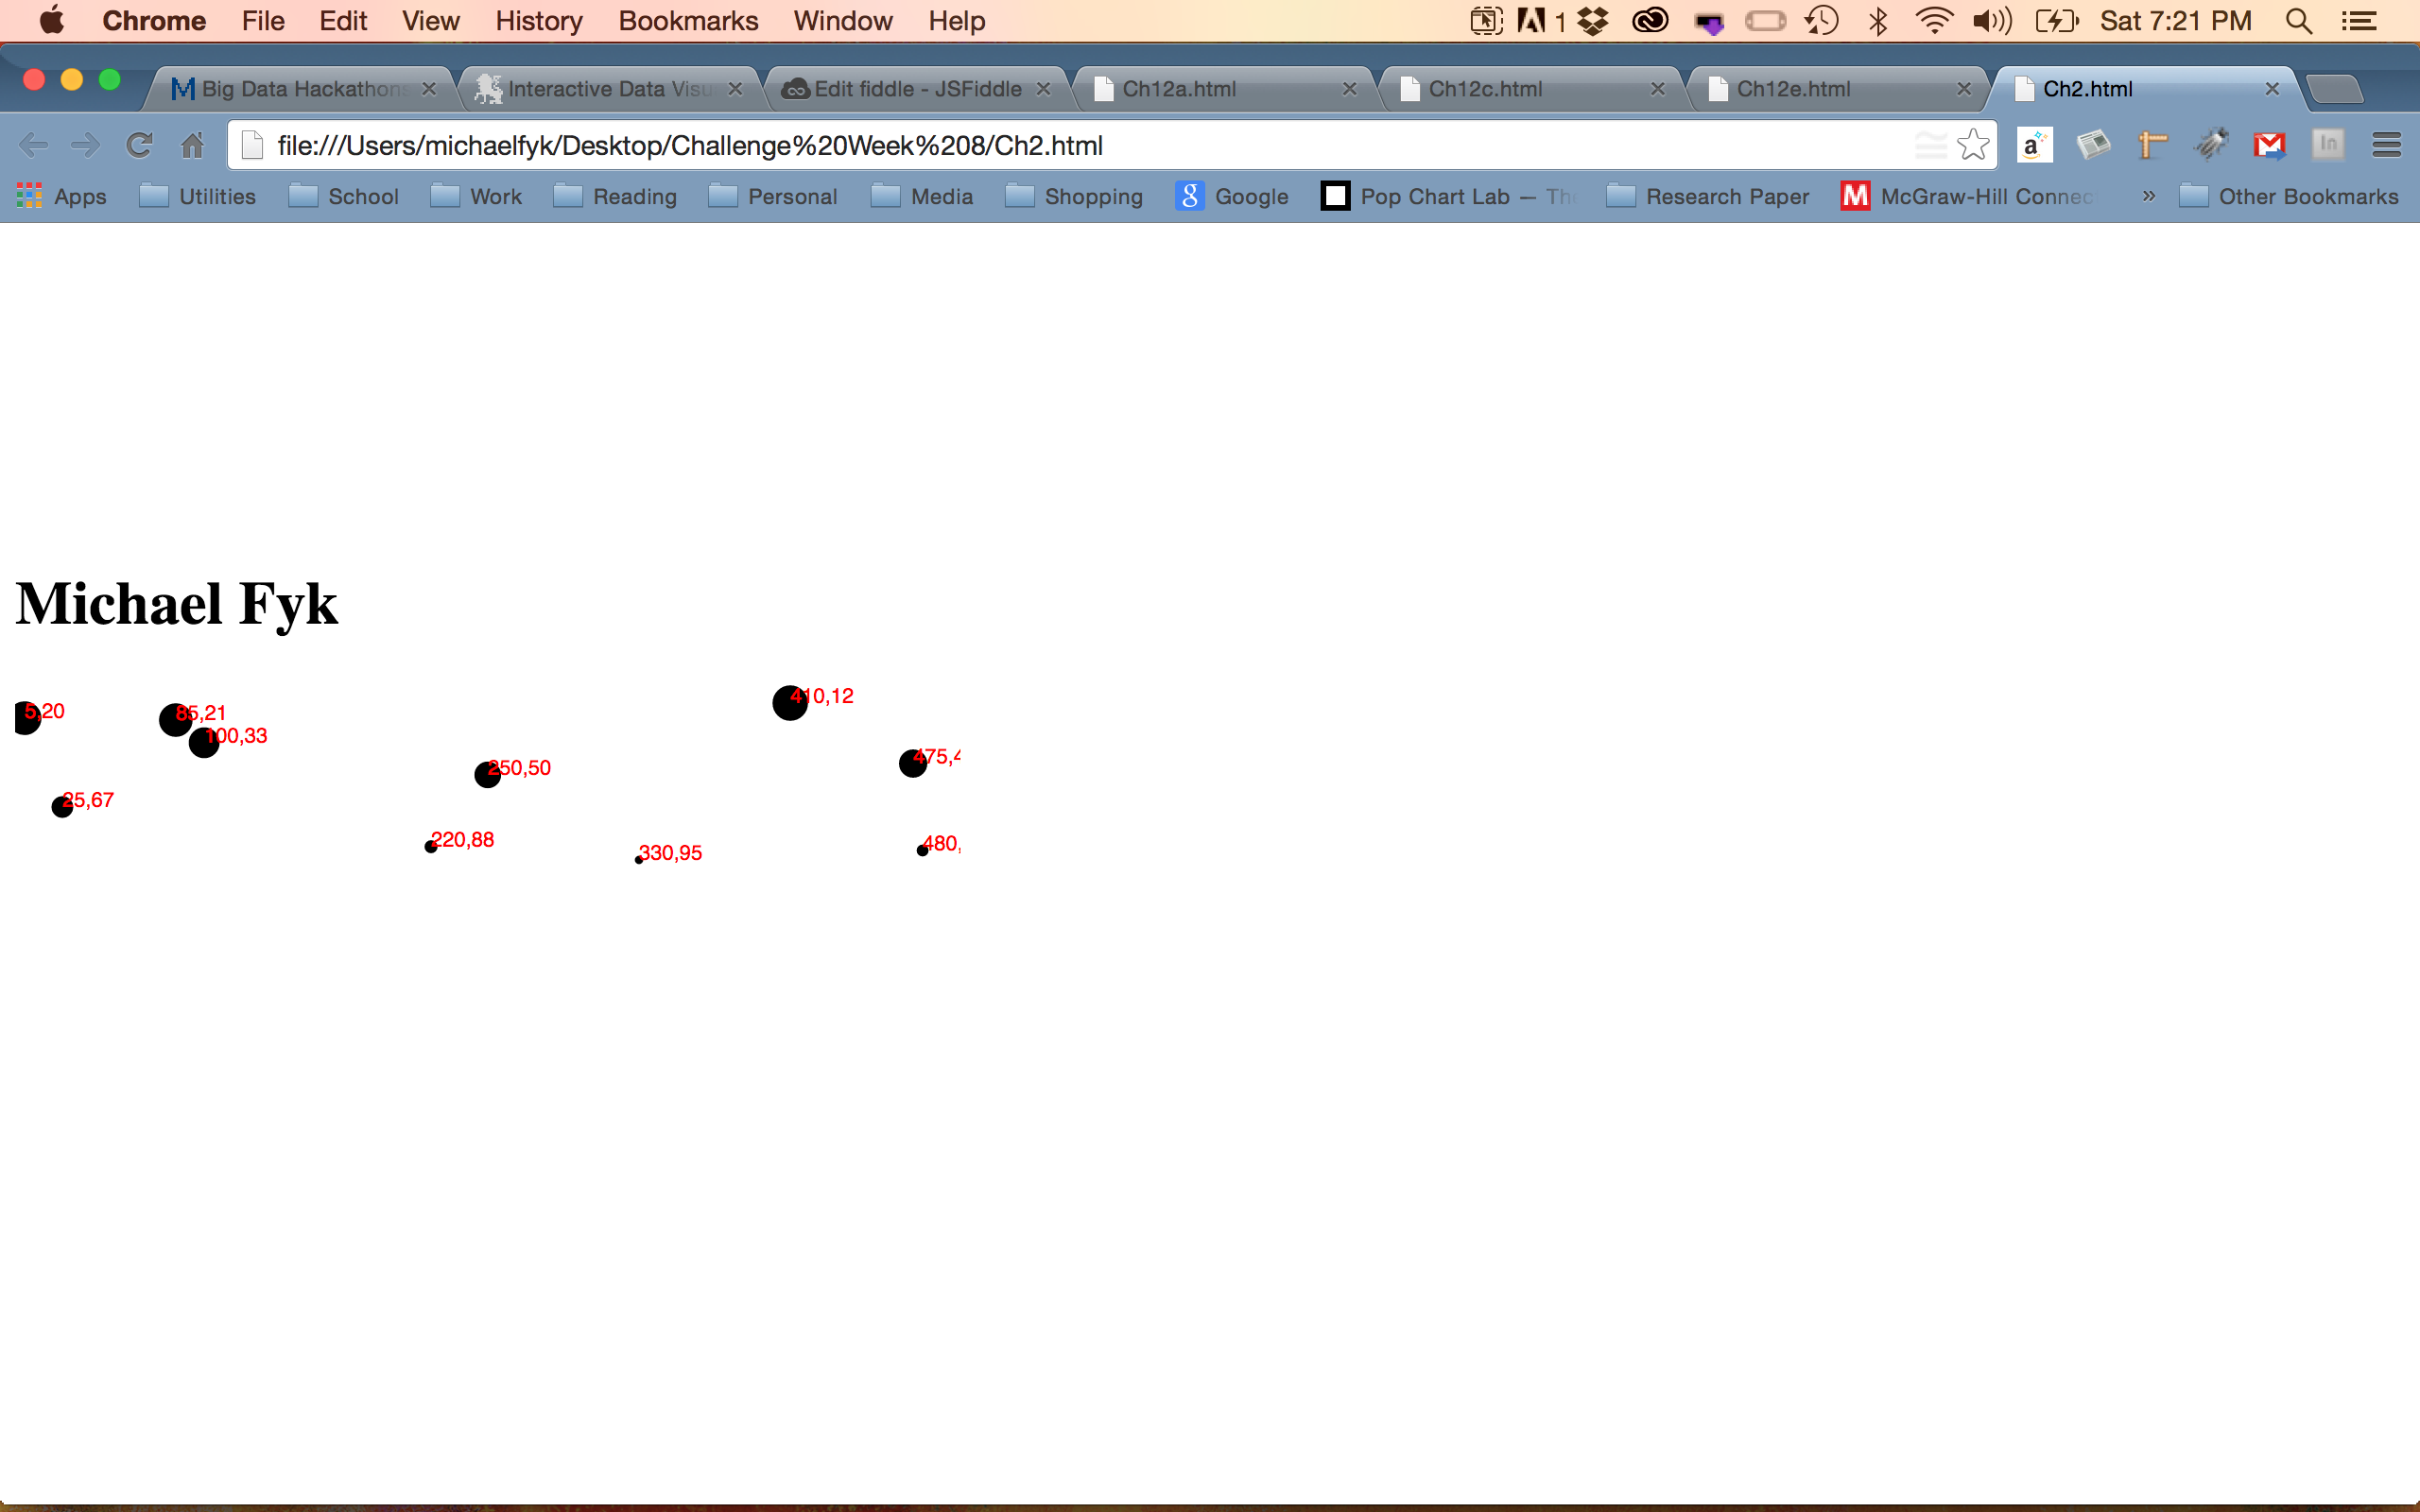 Chrome File Edit View History Bookmarks Window Help 1 Sat 7:21 PM
Big Data Hackathons Interactive Data Visu Edit fiddle - JSFiddle Ch12a.html Ch12c.html Ch12e.html Ch2.html
file:///Users/michaelfyk/Desktop/Challenge%20Week%208/Ch2.html
Apps Utilities School Work Reading Personal Media Shopping Google Pop Chart Lab — The Research Paper McGraw-Hill Connec » Other Bookmarks
Michael Fyk
410,12
5,20 85,21
100,33
475,4
250,50
25,67
220,88 480,
330,95